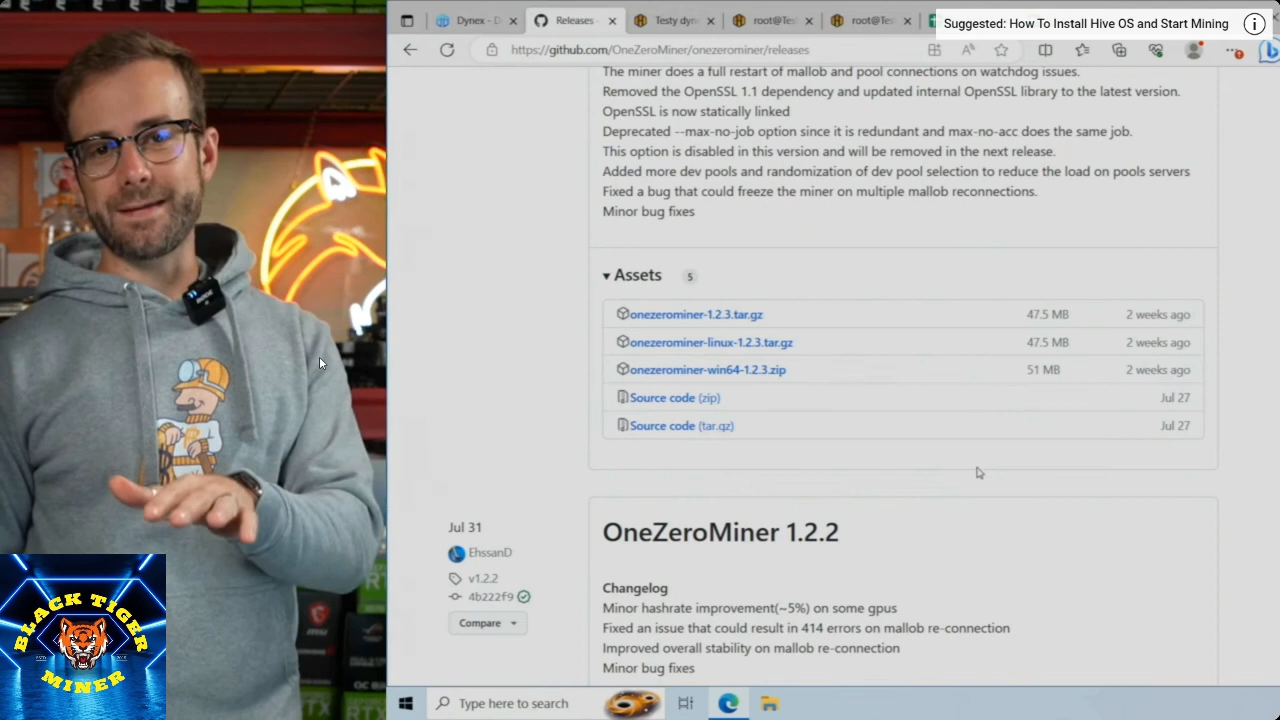 Dynex - D
Releases -
Testy dyn
root@Tes
root@Tes
Suggested: How To Install Hive OS and Start Mining
https://github.com/OneZeroMiner/onezerominer/releases
The miner does a full restart of mallob and pool connections on watchdog issues.
Removed the OpenSSL 1.1 dependency and updated internal OpenSSL library to the latest version.
OpenSSL is now statically linked
Deprecated --max-no-job option since it is redundant and max-no-acc does the same job.
This option is disabled in this version and will be removed in the next release.
Added more dev pools and randomization of dev pool selection to reduce the load on pools servers
Fixed a bug that could freeze the miner on multiple mallob reconnections.
Minor bug fixes
Assets 5
onezerominer-1.2.3.tar.gz 47.5 MB 2 weeks ago
onezerominer-linux-1.2.3.tar.gz 47.5 MB 2 weeks ago
onezerominer-win64-1.2.3.zip 51 MB 2 weeks ago
Source code (zip) Jul 27
Source code (tar.gz) Jul 27
Jul 31
EhssanD
v1.2.2
4b222f9
Compare
OneZeroMiner 1.2.2
Changelog
Minor hashrate improvement(~5%) on some gpus
Fixed an issue that could result in 414 errors on mallob re-connection
Improved overall stability on mallob re-connection
Minor bug fixes
Type here to search
BLACK TIGER
MINER
msi